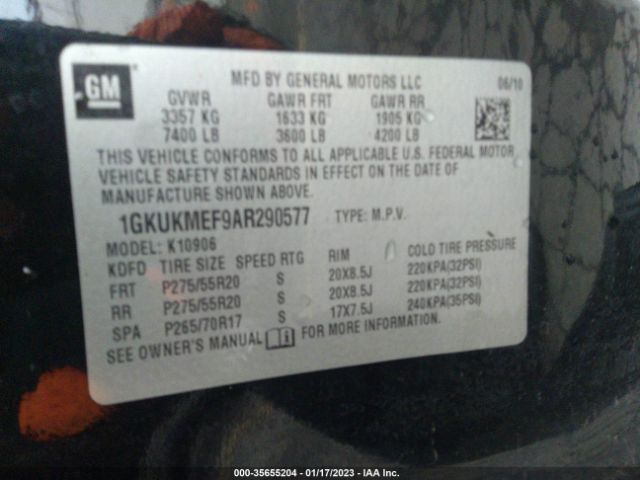 GM
MFD BY GENERAL MOTORS LLC 06/10
GVWR GAWR FRT GAWR RR
3357 KG 1633 KG 1905 KG
7400 LB 3600 LB 4200 LB
THIS VEHICLE CONFORMS TO ALL APPLICABLE U.S. FEDERAL MOTOR
VEHICLE SAFETY STANDARDS IN EFFECT ON THE DATE OF
MANUFACTURE SHOWN ABOVE.
1GKUKMEF9AR290577 TYPE: M.P.V.
MODEL: K10906
KDFD TIRE SIZE SPEED RTG RIM COLD TIRE PRESSURE
FRT P275/55R20 S 20X8.5J 220KPA(32PSI)
RR P275/55R20 S 20X8.5J 220KPA(32PSI)
SPA P265/70R17 17X7.5J 240KPA(35PSI)
SEE OWNER'S MANUAL FOR MORE INFORMATION.
000-35655204 - 01/17/2023 - IAA Inc.